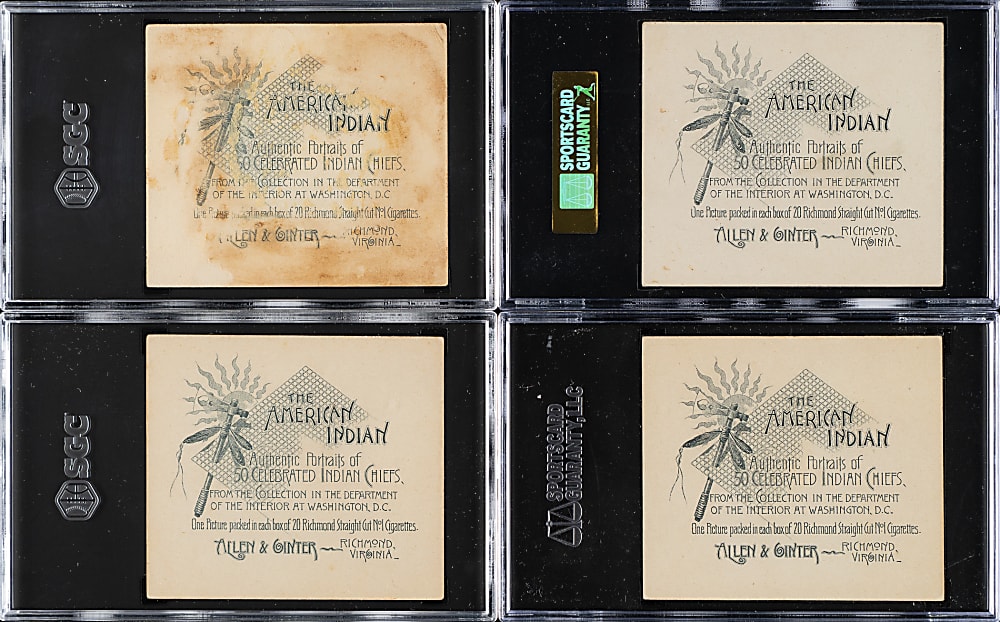 SGC
THE
AMERICAN
INDIAN
Authentic Portraits of
50 CELEBRATED INDIAN CHIEFS,
FROM THE COLLECTION IN THE DEPARTMENT
OF THE INTERIOR AT WASHINGTON, D.C.
One Picture packed in each box of 20 Richmond Straight Cut No1 Cigarettes.
ALLEN & GINTER
RICHMOND,
VIRGINIA
SPORTSCARD
GUARANTY LLC
THE
AMERICAN
INDIAN
Authentic Portraits of
50 CELEBRATED INDIAN CHIEFS,
FROM THE COLLECTION IN THE DEPARTMENT
OF THE INTERIOR AT WASHINGTON, D.C.
One Picture packed in each box of 20 Richmond Straight Cut No1 Cigarettes.
ALLEN & GINTER
RICHMOND,
VIRGINIA
SGC
THE
AMERICAN
INDIAN
Authentic Portraits of
50 CELEBRATED INDIAN CHIEFS,
FROM THE COLLECTION IN THE DEPARTMENT
OF THE INTERIOR AT WASHINGTON, D.C.
One Picture packed in each box of 20 Richmond Straight Cut No1 Cigarettes.
ALLEN & GINTER
RICHMOND,
VIRGINIA
SPORTSCARD
GUARANTY, LLC
THE
AMERICAN
INDIAN
Authentic Portraits of
50 CELEBRATED INDIAN CHIEFS,
FROM THE COLLECTION IN THE DEPARTMENT
OF THE INTERIOR AT WASHINGTON, D.C.
One Picture packed in each box of 20 Richmond Straight Cut No1 Cigarettes.
ALLEN & GINTER
RICHMOND,
VIRGINIA